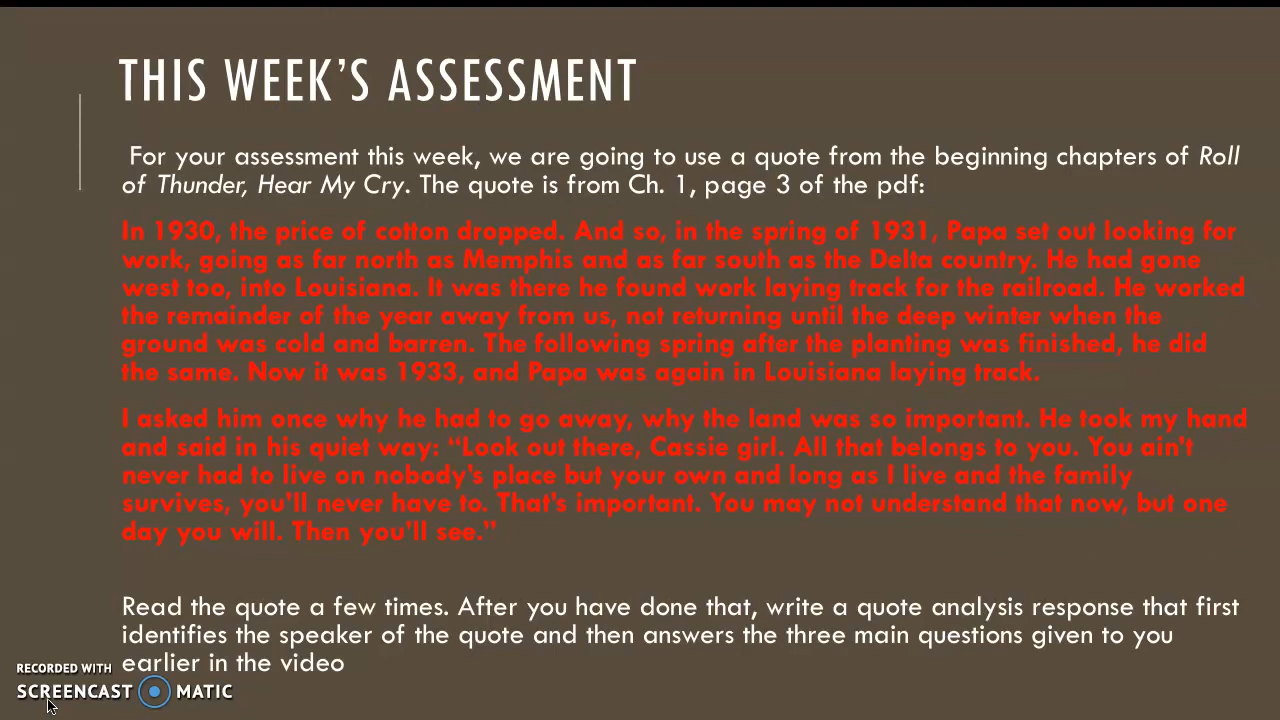 THIS WEEK'S ASSESSMENT
For your assessment this week, we are going to use a quote from the beginning chapters of Roll
of Thunder, Hear My Cry. The quote is from Ch. 1, page 3 of the pdf:
In 1930, the price of cotton dropped. And so, in the spring of 1931, Papa set out looking for
work, going as far north as Memphis and as far south as the Delta country. He had gone
west too, into Louisiana. It was there he found work laying track for the railroad. He worked
the remainder of the year away from us, not returning until the deep winter when the
ground was cold and barren. The following spring after the planting was finished, he did
the same. Now it was 1933, and Papa was again in Louisiana laying track.
I asked him once why he had to go away, why the land was so important. He took my hand
and said in his quiet way: “Look out there, Cassie girl. All that belongs to you. You ain't
never had to live on nobody's place but your own and long as I live and the family
survives, you'll never have to. That's important. You may not understand that now, but one
day you will. Then you'll see.”
Read the quote a few times. After you have done that, write a quote analysis response that first
identifies the speaker of the quote and then answers the three main questions given to you
earlier in the video
RECORDED WITH
SCREENCAST MATIC